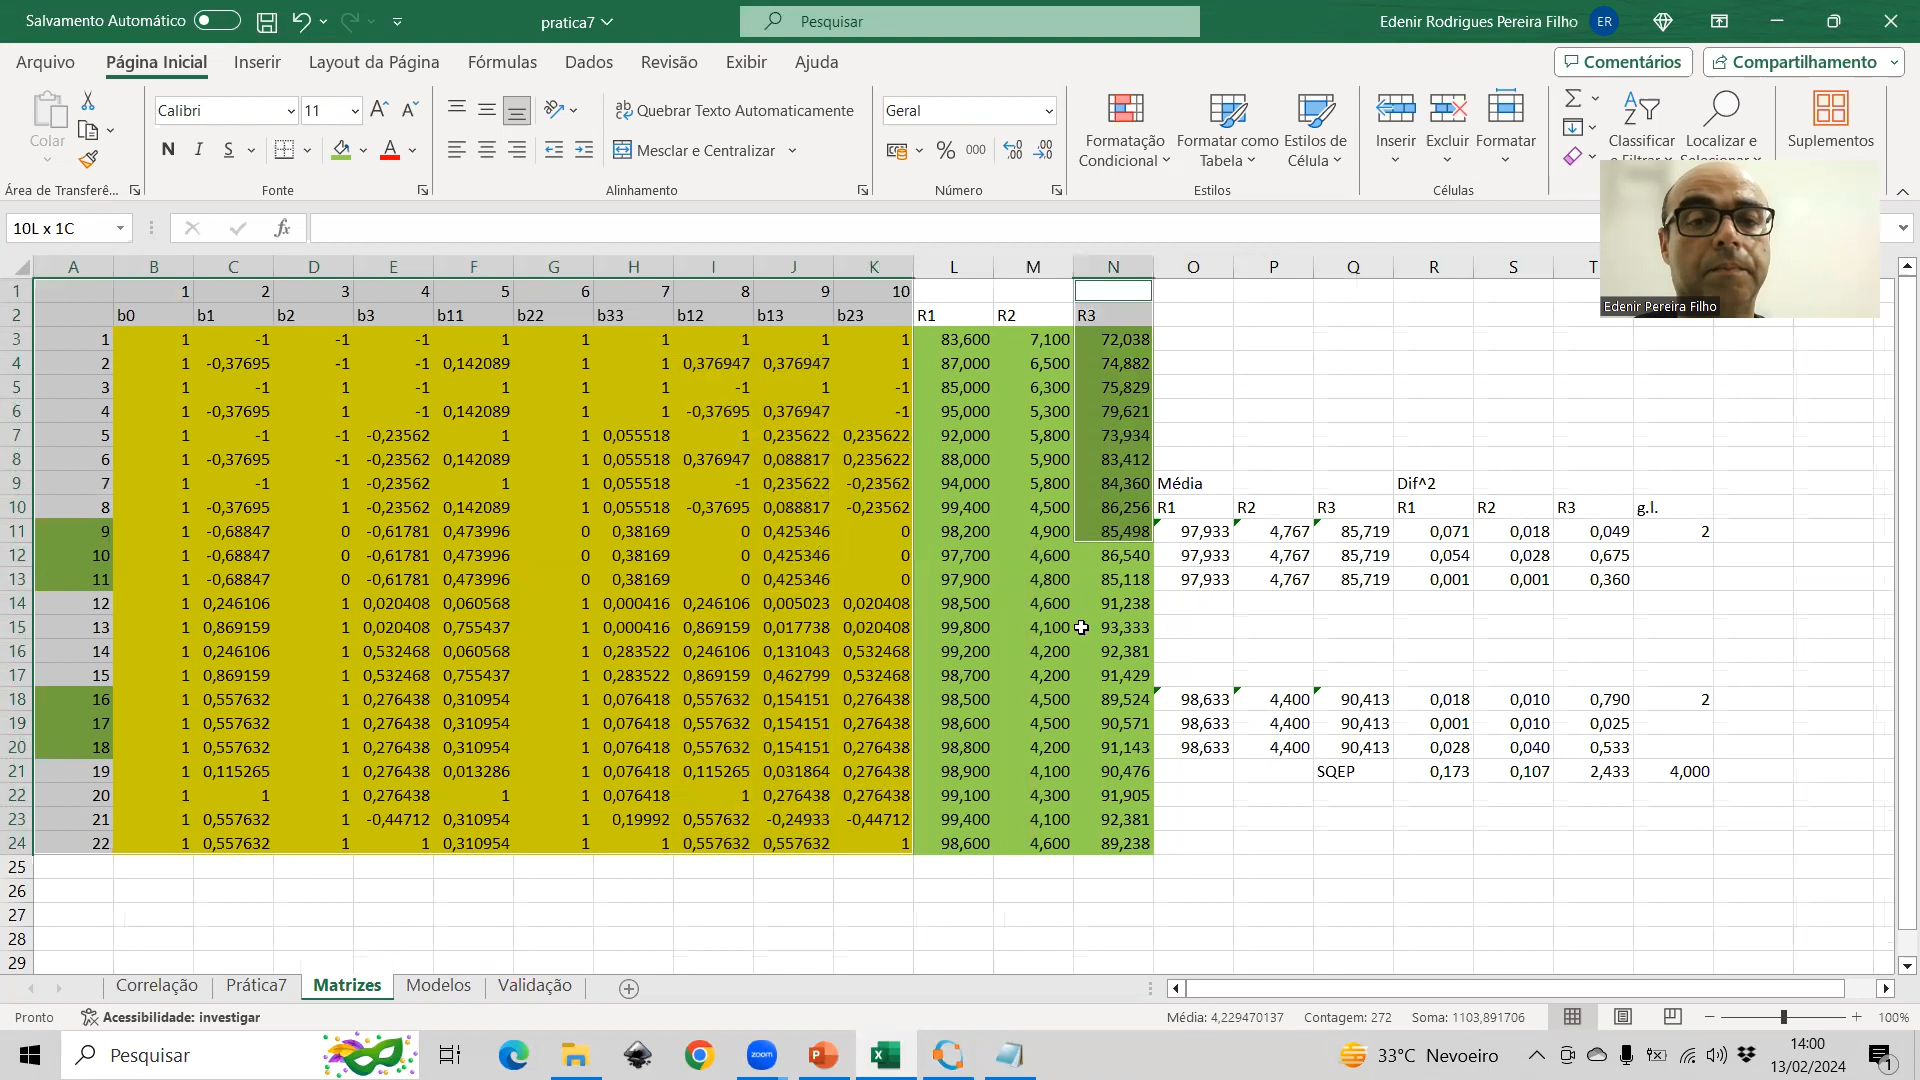 Salvamento Automático
pratica7
Pesquisar
Edenir Rodrigues Pereira Filho ER
Arquivo Página Inicial Inserir Layout da Página Fórmulas Dados Revisão Exibir Ajuda
Comentários Compartilhamento
Colar
Calibri 11
N I S
Quebrar Texto Automaticamente
Mesclar e Centralizar
Geral
% 000
Formatação Condicional
Formatar como Tabela
Estilos de Célula
Inserir Excluir Formatar
Classificar
Localizar e
Suplementos
Área de Transferê... Fonte Alinhamento Número Estilos Células
10L x 1C fx
Edenir Pereira Filho
A B C D E F G H I J K L M N O P Q R S T
1 1 2 3 4 5 6 7 8 9 10
2 b0 b1 b2 b3 b11 b22 b33 b12 b13 b23 R1 R2 R3
3 1 1 -1 -1 -1 1 1 1 1 1 1 83,600 7,100 72,038
4 2 1 -0,37695 -1 -1 0,142089 1 1 0,376947 0,376947 1 87,000 6,500 74,882
5 3 1 -1 1 -1 1 1 1 -1 1 -1 85,000 6,300 75,829
6 4 1 -0,37695 1 -1 0,142089 1 1 -0,37695 0,376947 -1 95,000 5,300 79,621
7 5 1 -1 -1 -0,23562 1 1 0,055518 1 0,235622 0,235622 92,000 5,800 73,934
8 6 1 -0,37695 -1 -0,23562 0,142089 1 0,055518 0,376947 0,088817 0,235622 88,000 5,900 83,412
9 7 1 -1 1 -0,23562 1 1 0,055518 -1 0,235622 -0,23562 94,000 5,800 84,360 Média Dif^2
10 8 1 -0,37695 1 -0,23562 0,142089 1 0,055518 -0,37695 0,088817 -0,23562 99,400 4,500 86,256 R1 R2 R3 R1 R2 R3 g.l.
11 9 1 -0,68847 0 -0,61781 0,473996 0 0,38169 0 0,425346 0 98,200 4,900 85,498 97,933 4,767 85,719 0,071 0,018 0,049 2
12 10 1 -0,68847 0 -0,61781 0,473996 0 0,38169 0 0,425346 0 97,700 4,600 86,540 97,933 4,767 85,719 0,054 0,028 0,675
13 11 1 -0,68847 0 -0,61781 0,473996 0 0,38169 0 0,425346 0 97,900 4,800 85,118 97,933 4,767 85,719 0,001 0,001 0,360
14 12 1 0,246106 1 0,020408 0,060568 1 0,000416 0,246106 0,005023 0,020408 98,500 4,600 91,238
15 13 1 0,869159 1 0,020408 0,755437 1 0,000416 0,869159 0,017738 0,020408 99,800 4,100 93,333
16 14 1 0,246106 1 0,532468 0,060568 1 0,283522 0,246106 0,131043 0,532468 99,200 4,200 92,381
17 15 1 0,869159 1 0,532468 0,755437 1 0,283522 0,869159 0,462799 0,532468 98,700 4,200 91,429
18 16 1 0,557632 1 0,276438 0,310954 1 0,076418 0,557632 0,154151 0,276438 98,500 4,500 89,524 98,633 4,400 90,413 0,018 0,010 0,790 2
19 17 1 0,557632 1 0,276438 0,310954 1 0,076418 0,557632 0,154151 0,276438 98,600 4,500 90,571 98,633 4,400 90,413 0,001 0,010 0,025
20 18 1 0,557632 1 0,276438 0,310954 1 0,076418 0,557632 0,154151 0,276438 98,800 4,200 91,143 98,633 4,400 90,413 0,028 0,040 0,533
21 19 1 0,115265 1 0,276438 0,013286 1 0,076418 0,115265 0,031864 0,276438 98,900 4,100 90,476 SQEP 0,173 0,107 2,433 4,000
22 20 1 1 1 0,276438 1 1 0,076418 1 0,276438 0,276438 99,100 4,300 91,905
23 21 1 0,557632 1 -0,44712 0,310954 1 0,19992 0,557632 -0,24933 -0,44712 99,400 4,100 92,381
24 22 1 0,557632 1 1 0,310954 1 1 0,557632 0,557632 1 98,600 4,600 89,238
25
26
27
28
29
Correlação Prática7 Matrizes Modelos Validação
Pronto Acessibilidade: investigar Média: 4,229470137 Contagem: 272 Soma: 1103,891706 100%
Pesquisar zoom 33°C Nevoeiro 14:00
13/02/2024 1